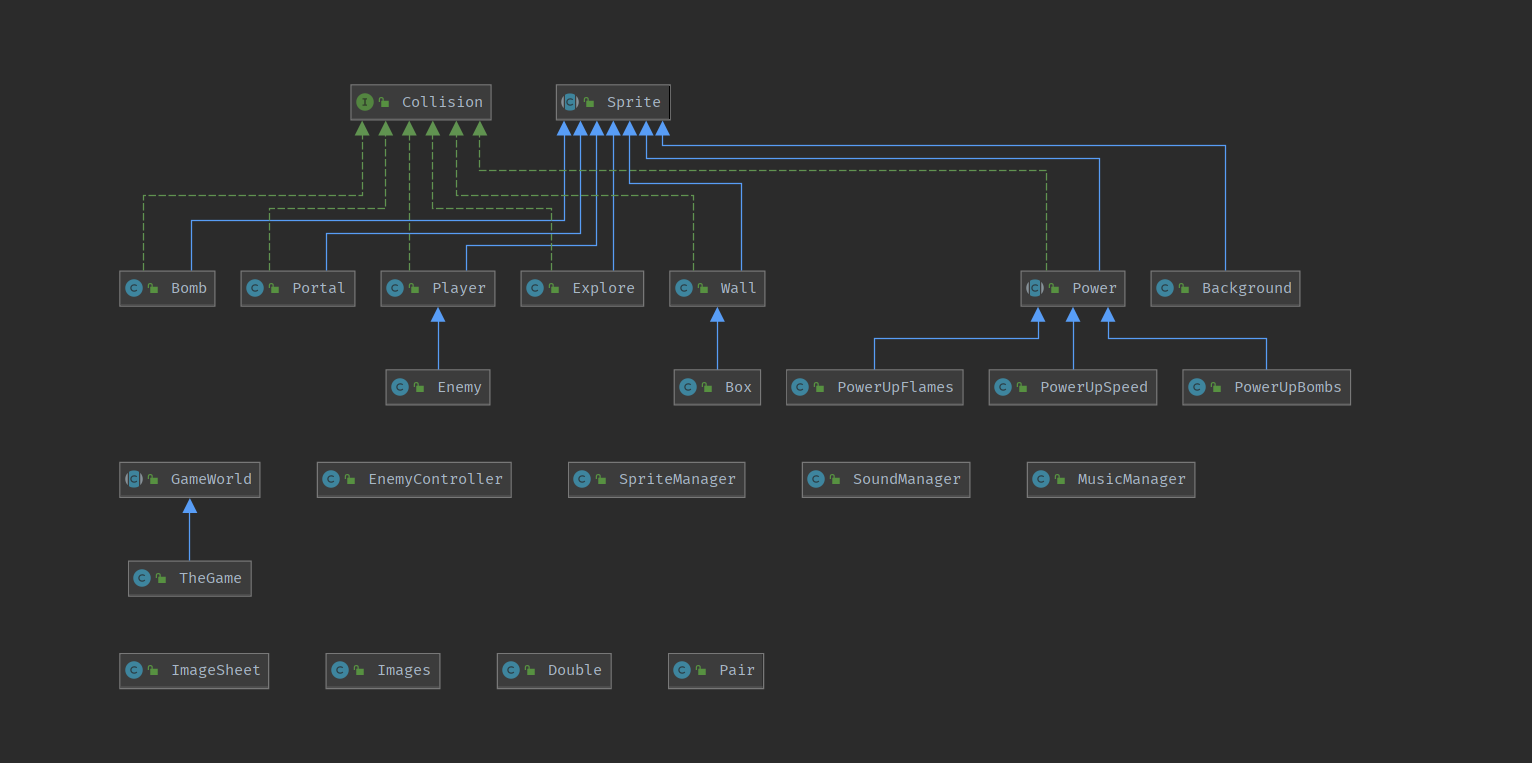 Collision
Sprite
Bomb
Portal
Player
Explore
Wall
Power
Background
Enemy
Box
PowerUpFlames
PowerUpSpeed
PowerUpBombs
GameWorld
EnemyController
SpriteManager
SoundManager
MusicManager
TheGame
ImageSheet
Images
Double
Pair